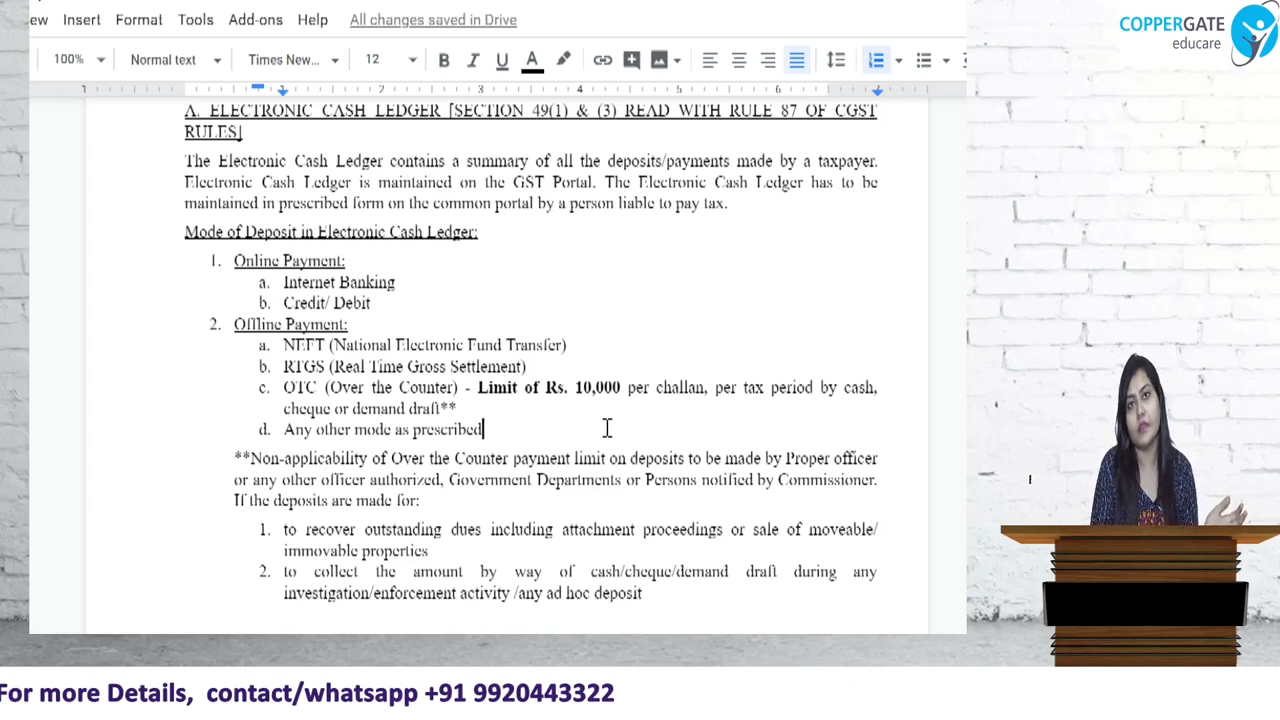 ew Insert Format Tools Add-ons Help All changes saved in Drive
COPPERGATE
educare
100% Normal text Times New... 12 B I U A
1 1 2 3 4 5 6 7
A. ELECTRONIC CASH LEDGER [SECTION 49(1) & (3) READ WITH RULE 87 OF CGST
RULES]
The Electronic Cash Ledger contains a summary of all the deposits/payments made by a taxpayer.
Electronic Cash Ledger is maintained on the GST Portal. The Electronic Cash Ledger has to be
maintained in prescribed form on the common portal by a person liable to pay tax.
Mode of Deposit in Electronic Cash Ledger:
1. Online Payment:
a. Internet Banking
b. Credit/ Debit
2. Offline Payment:
a. NEFT (National Electronic Fund Transfer)
b. RTGS (Real Time Gross Settlement)
c. OTC (Over the Counter) - Limit of Rs. 10,000 per challan, per tax period by cash,
cheque or demand draft**
d. Any other mode as prescribed
**Non-applicability of Over the Counter payment limit on deposits to be made by Proper officer
or any other officer authorized, Government Departments or Persons notified by Commissioner.
If the deposits are made for:
1. to recover outstanding dues including attachment proceedings or sale of moveable/
immovable properties
2. to collect the amount by way of cash/cheque/demand draft during any
investigation/enforcement activity /any ad hoc deposit
For more Details, contact/whatsapp +91 9920443322